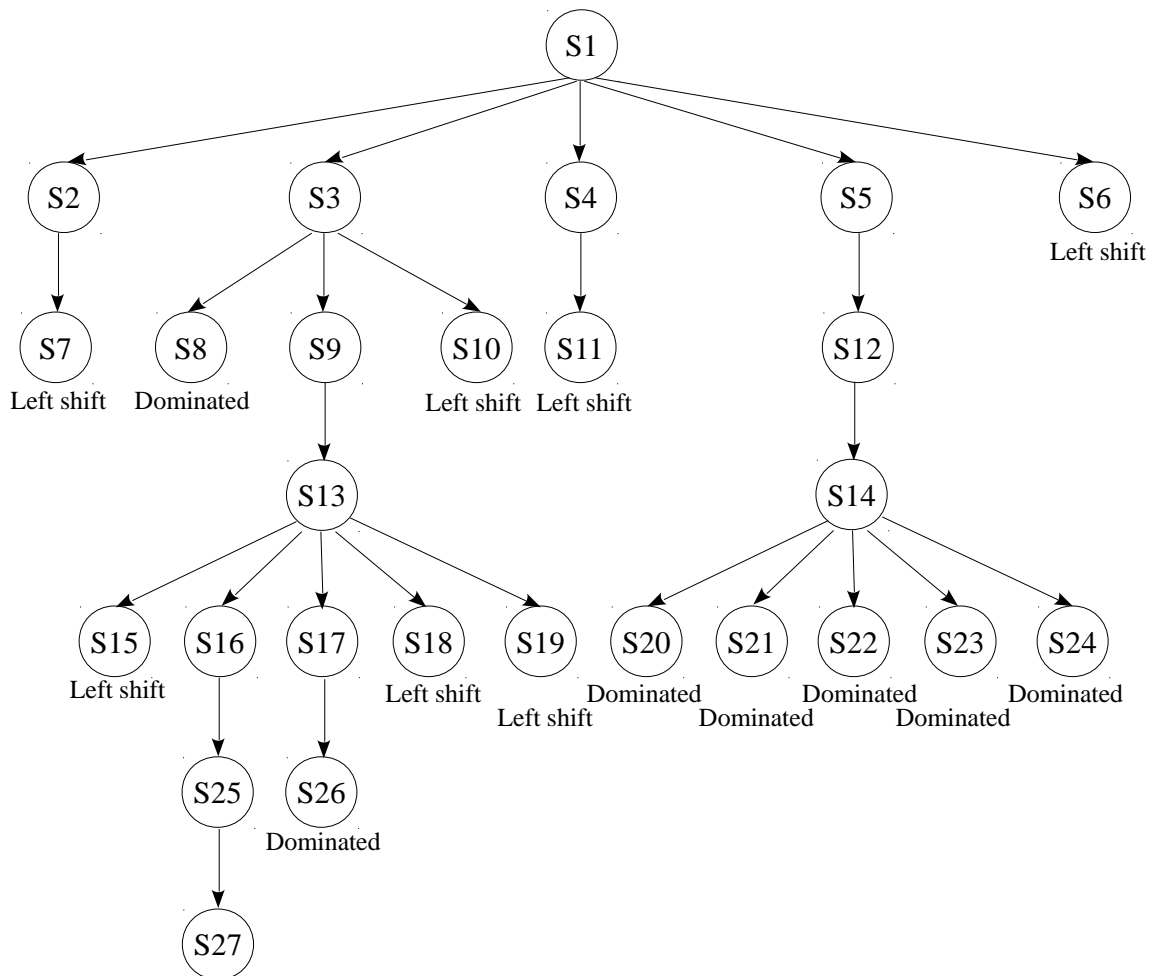 S1
S2
S3
S4
S5
S6
Left shift
S7
S8
S9
S10
S11
S12
Left shift
Dominated
Left shift
Left shift
S13
S14
S15
S16
S17
S18
S19
S20
S21
S22
S23
S24
Left shift
Left shift
Left shift
Dominated
Dominated
Dominated
Dominated
Dominated
S25
S26
Dominated
S27